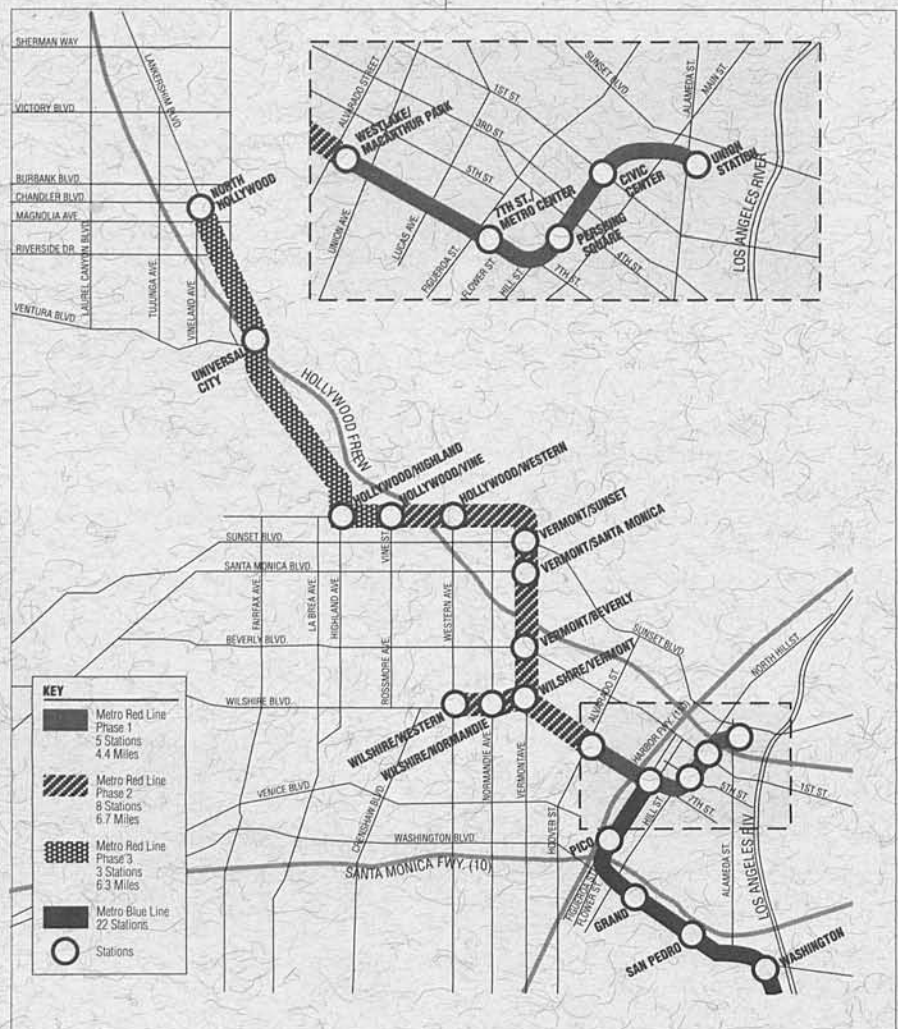 SHERMAN WAY
LANKERSHIM BLVD.
VICTORY BLVD.
BURBANK BLVD.
CHANDLER BLVD.
MAGNOLIA AVE.
RIVERSIDE DR.
NORTH
HOLLYWOOD
LAUREL CANYON BLVD.
TUJUNGA AVE.
VINELAND AVE.
VENTURA BLVD.
UNIVERSAL
CITY
ALVARADO STREET
WESTLAKE/
MACARTHUR PARK
1ST ST.
3RD ST.
5TH ST.
SUNSET BLVD
ALAMEDA ST.
MAIN ST.
UNION
STATION
CIVIC
CENTER
7TH ST./
METRO CENTER
PERSHING
SQUARE
UNION AVE.
LUCAS AVE.
FIGUEROA ST.
FLOWER ST.
HILL ST.
7TH ST.
4TH ST.
LOS ANGELES RIVER
HOLLYWOOD FREEW
HOLLYWOOD/HIGHLAND
HOLLYWOOD/VINE
HOLLYWOOD/WESTERN
VERMONT/SUNSET
VERMONT/SANTA MONICA
SUNSET BLVD.
VINE ST.
SANTA MONICA BLVD.
FAIRFAX AVE.
LA BREA AVE.
HIGHLAND AVE.
WESTERN AVE.
BEVERLY BLVD.
ROSSMORE AVE.
VERMONT/BEVERLY
SUNSET BLVD
NORTH HILL ST.
WILSHIRE BLVD.
WILSHIRE/VERMONT
ALVARADO ST.
WILSHIRE/WESTERN
WILSHIRE/NORMANDIE
HARBOR FWY. (110)
NORMANDIE AVE
VERMONT AVE.
VENICE BLVD.
CRENSHAW BLVD.
HOOVER ST.
HILL ST.
7TH ST.
5TH ST.
1ST ST.
WASHINGTON BLVD.
PICO
ALAMEDA ST.
LOS ANGELES RIV
SANTA MONICA FWY. (10)
FIGUEROA ST.
FLOWER ST.
GRAND
SAN PEDRO
WASHINGTON
KEY
Metro Red Line
Phase 1
5 Stations
4.4 Miles
Metro Red Line
Phase 2
8 Stations
6.7 Miles
Metro Red Line
Phase 3
3 Stations
6.3 Miles
Metro Blue Line
22 Stations
Stations